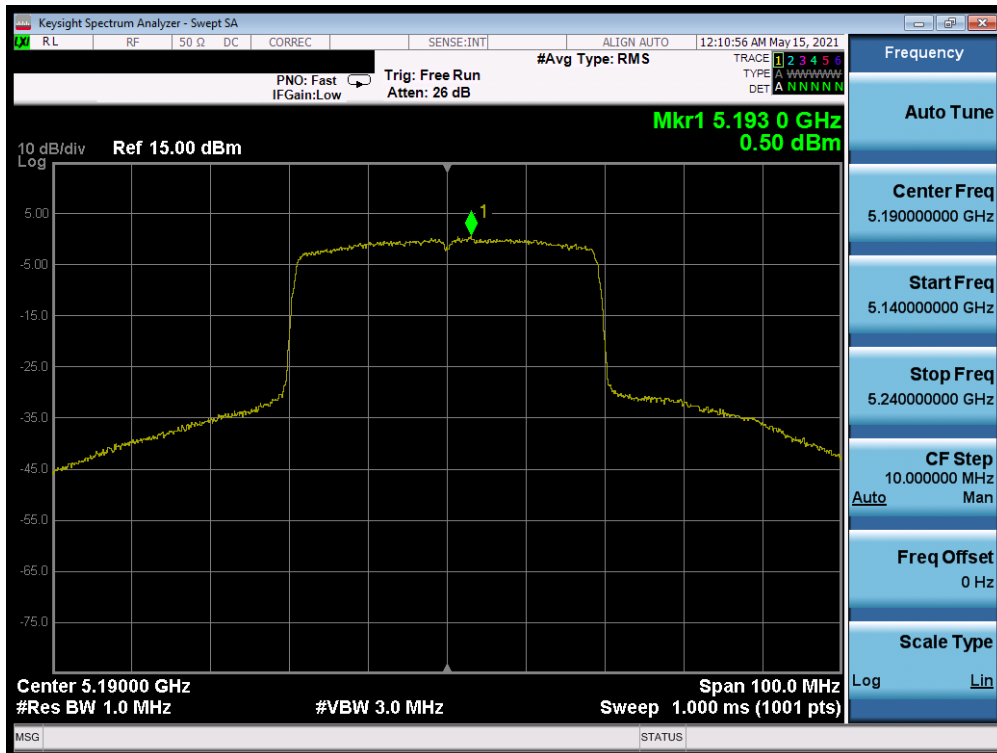 Keysight Spectrum Analyzer - Swept SA
LXI RL RF 50 Ω DC CORREC SENSE:INT ALIGN AUTO 12:10:56 AM May 15, 2021
#Avg Type: RMS
TRACE 1 2 3 4 5 6
TYPE A WWWWW
DET A N N N N N
PNO: Fast
IFGain:Low
Trig: Free Run
Atten: 26 dB
Mkr1 5.193 0 GHz
0.50 dBm
10 dB/div
Log
Ref 15.00 dBm
1
5.00
-5.00
-15.0
-25.0
-35.0
-45.0
-55.0
-65.0
-75.0
Center 5.19000 GHz
Span 100.0 MHz
#Res BW 1.0 MHz
#VBW 3.0 MHz
Sweep 1.000 ms (1001 pts)
MSG
STATUS
Frequency
Auto Tune
Center Freq
5.190000000 GHz
Start Freq
5.140000000 GHz
Stop Freq
5.240000000 GHz
CF Step
10.000000 MHz
Auto Man
Freq Offset
0 Hz
Scale Type
Log Lin